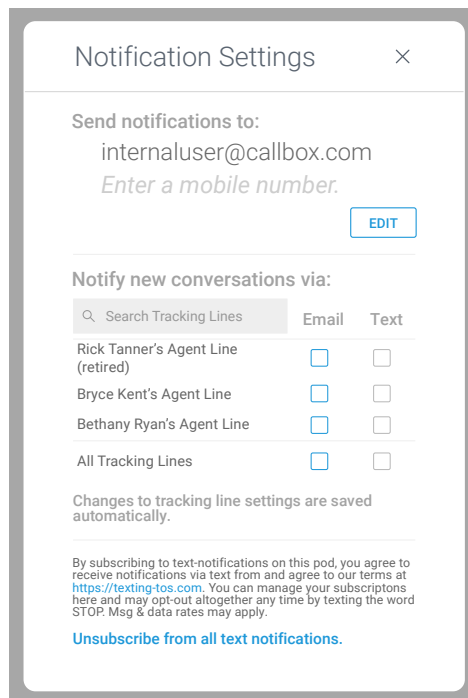 Notification Settings
Send notifications to:
internaluser@callbox.com
Enter a mobile number.
EDIT
Notify new conversations via:
Search Tracking Lines
Email Text
Rick Tanner's Agent Line
(retired)
Bryce Kent's Agent Line
Bethany Ryan's Agent Line
All Tracking Lines
Changes to tracking line settings are saved
automatically.
By subscribing to text-notifications on this pod, you agree to
receive notifications via text from and agree to our terms at
https://texting-tos.com. You can manage your subscriptons
here and may opt-out altogether any time by texting the word
STOP. Msg & data rates may apply.
Unsubscribe from all text notifications.